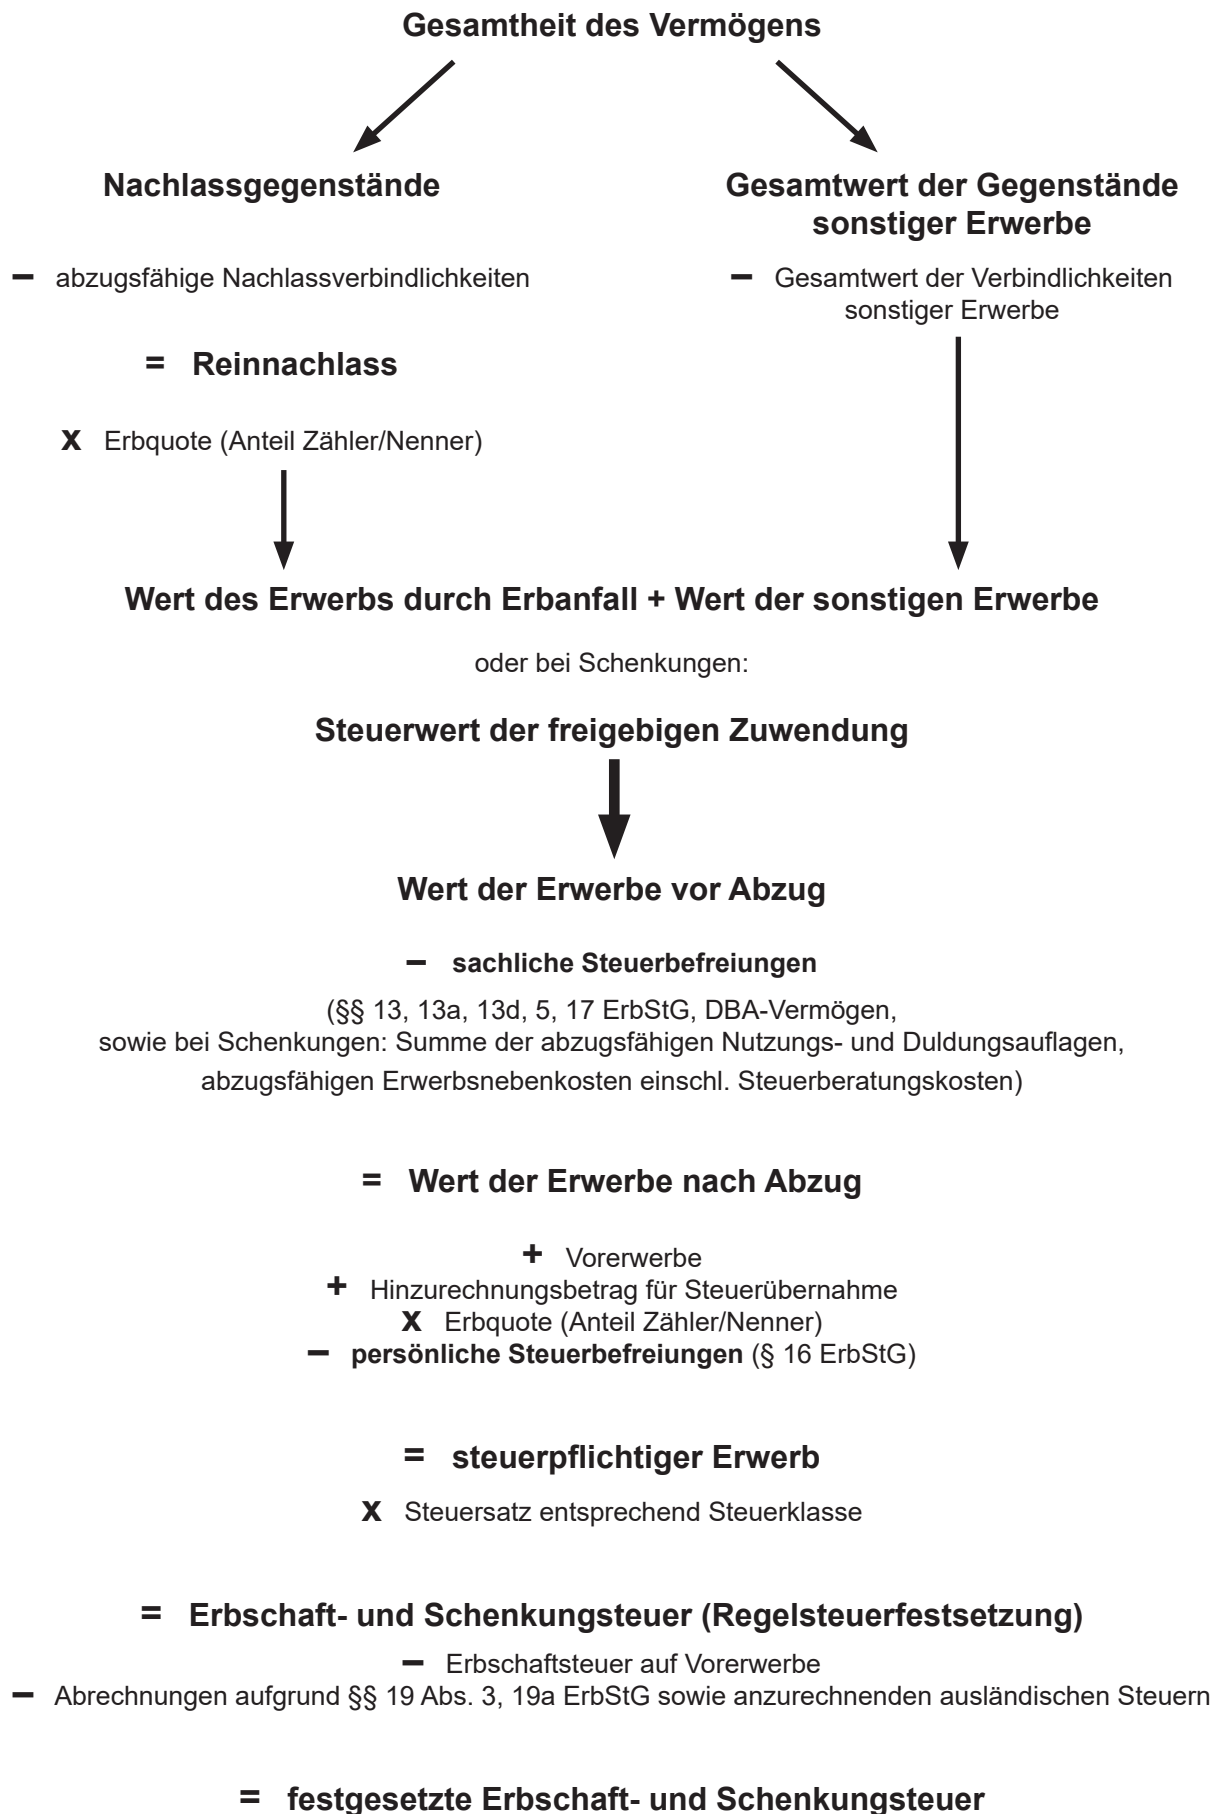 Gesamtheit des Vermögens
Nachlassgegenstände
– abzugsfähige Nachlassverbindlichkeiten
= Reinnachlass
x Erbquote (Anteil Zähler/Nenner)
Gesamtwert der Gegenstände
sonstiger Erwerbe
– Gesamtwert der Verbindlichkeiten
sonstiger Erwerbe
Wert des Erwerbs durch Erbanfall + Wert der sonstigen Erwerbe
oder bei Schenkungen:
Steuerwert der freigebigen Zuwendung
Wert der Erwerbe vor Abzug
– sachliche Steuerbefreiungen
(§§ 13, 13a, 13d, 5, 17 ErbStG, DBA-Vermögen,
sowie bei Schenkungen: Summe der abzugsfähigen Nutzungs- und Duldungsauflagen,
abzugsfähigen Erwerbsnebenkosten einschl. Steuerberatungskosten)
= Wert der Erwerbe nach Abzug
+ Vorerwerbe
+ Hinzurechnungsbetrag für Steuerübernahme
x Erbquote (Anteil Zähler/Nenner)
– persönliche Steuerbefreiungen (§ 16 ErbStG)
= steuerpflichtiger Erwerb
x Steuersatz entsprechend Steuerklasse
= Erbschaft- und Schenkungsteuer (Regelsteuerfestsetzung)
– Erbschaftsteuer auf Vorerwerbe
– Abrechnungen aufgrund §§ 19 Abs. 3, 19a ErbStG sowie anzurechnenden ausländischen Steuern
= festgesetzte Erbschaft- und Schenkungsteuer